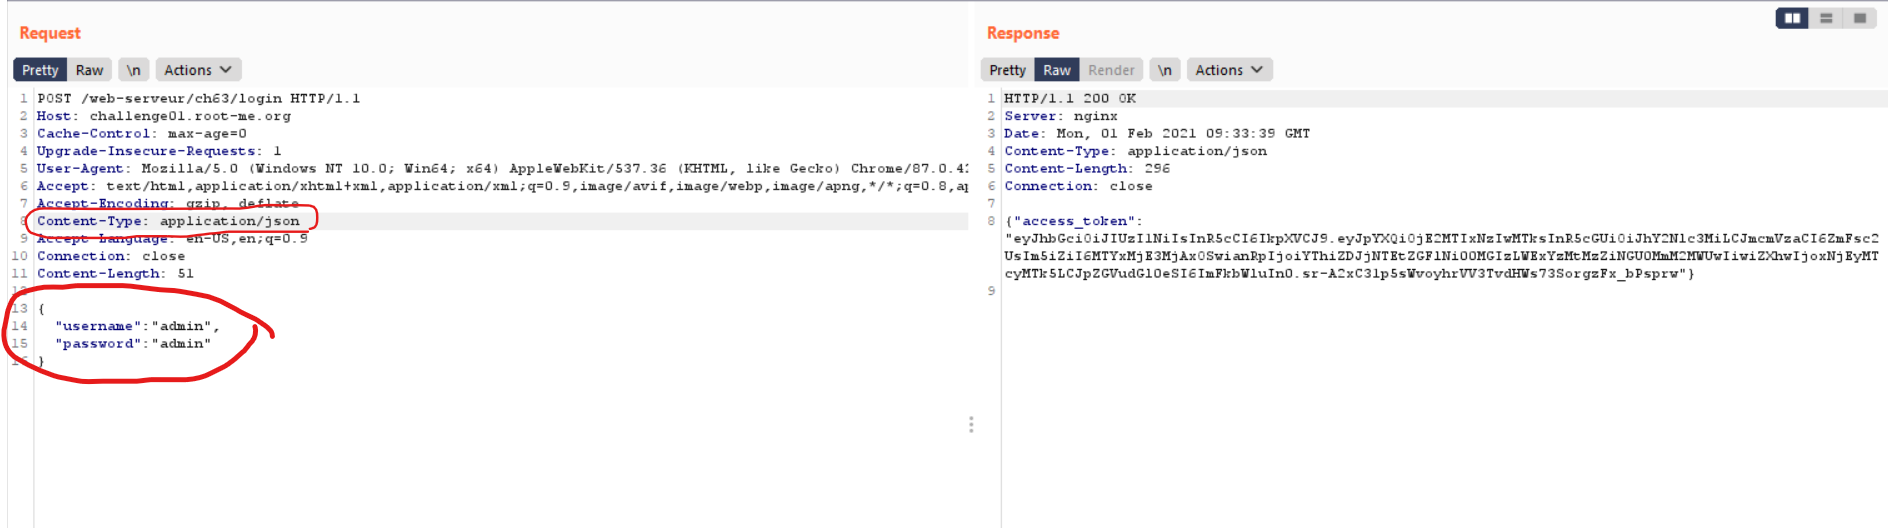 Request
Pretty Raw \n Actions
1 POST /web-serveur/ch63/login HTTP/1.1
2 Host: challenge01.root-me.org
3 Cache-Control: max-age=0
4 Upgrade-Insecure-Requests: 1
5 User-Agent: Mozilla/5.0 (Windows NT 10.0; Win64; x64) AppleWebKit/537.36 (KHTML, like Gecko) Chrome/87.0.42
6 Accept: text/html,application/xhtml+xml,application/xml;q=0.9,image/avif,image/webp,image/apng,*/*;q=0.8,ap
7 Accept-Encoding: gzip, deflate
8 Content-Type: application/json
9 Accept-Language: en-US,en;q=0.9
10 Connection: close
11 Content-Length: 51
12
13 {
14 "username":"admin",
15 "password":"admin"
16 }
Response
Pretty Raw Render \n Actions
1 HTTP/1.1 200 OK
2 Server: nginx
3 Date: Mon, 01 Feb 2021 09:33:39 GMT
4 Content-Type: application/json
5 Content-Length: 296
6 Connection: close
7
8 {"access_token":
"eyJhbGciOiJIUzI1NiIsInR5cCI6IkpXVCJ9.eyJpYXQiOjE2MTIxNzIwMTksInR5cGUiOiJhY2Nlc3MiLCJmcmVzaCI6ZmFsc2
9